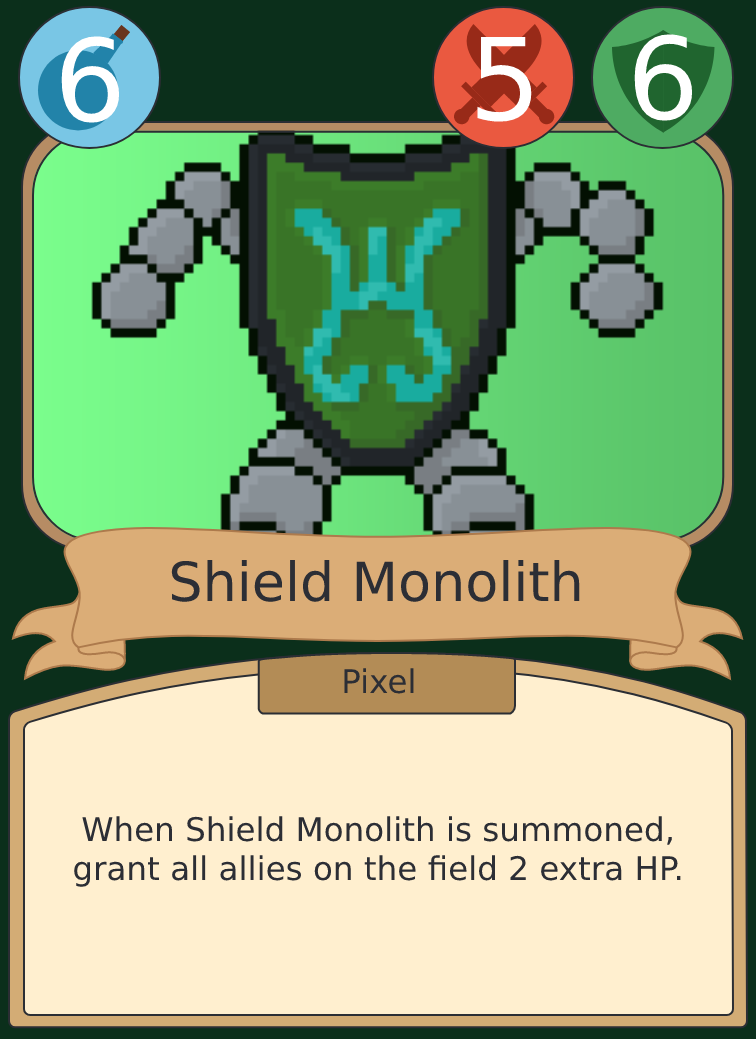 6 5 6
Shield Monolith
Pixel
When Shield Monolith is summoned,
grant all allies on the field 2 extra HP.